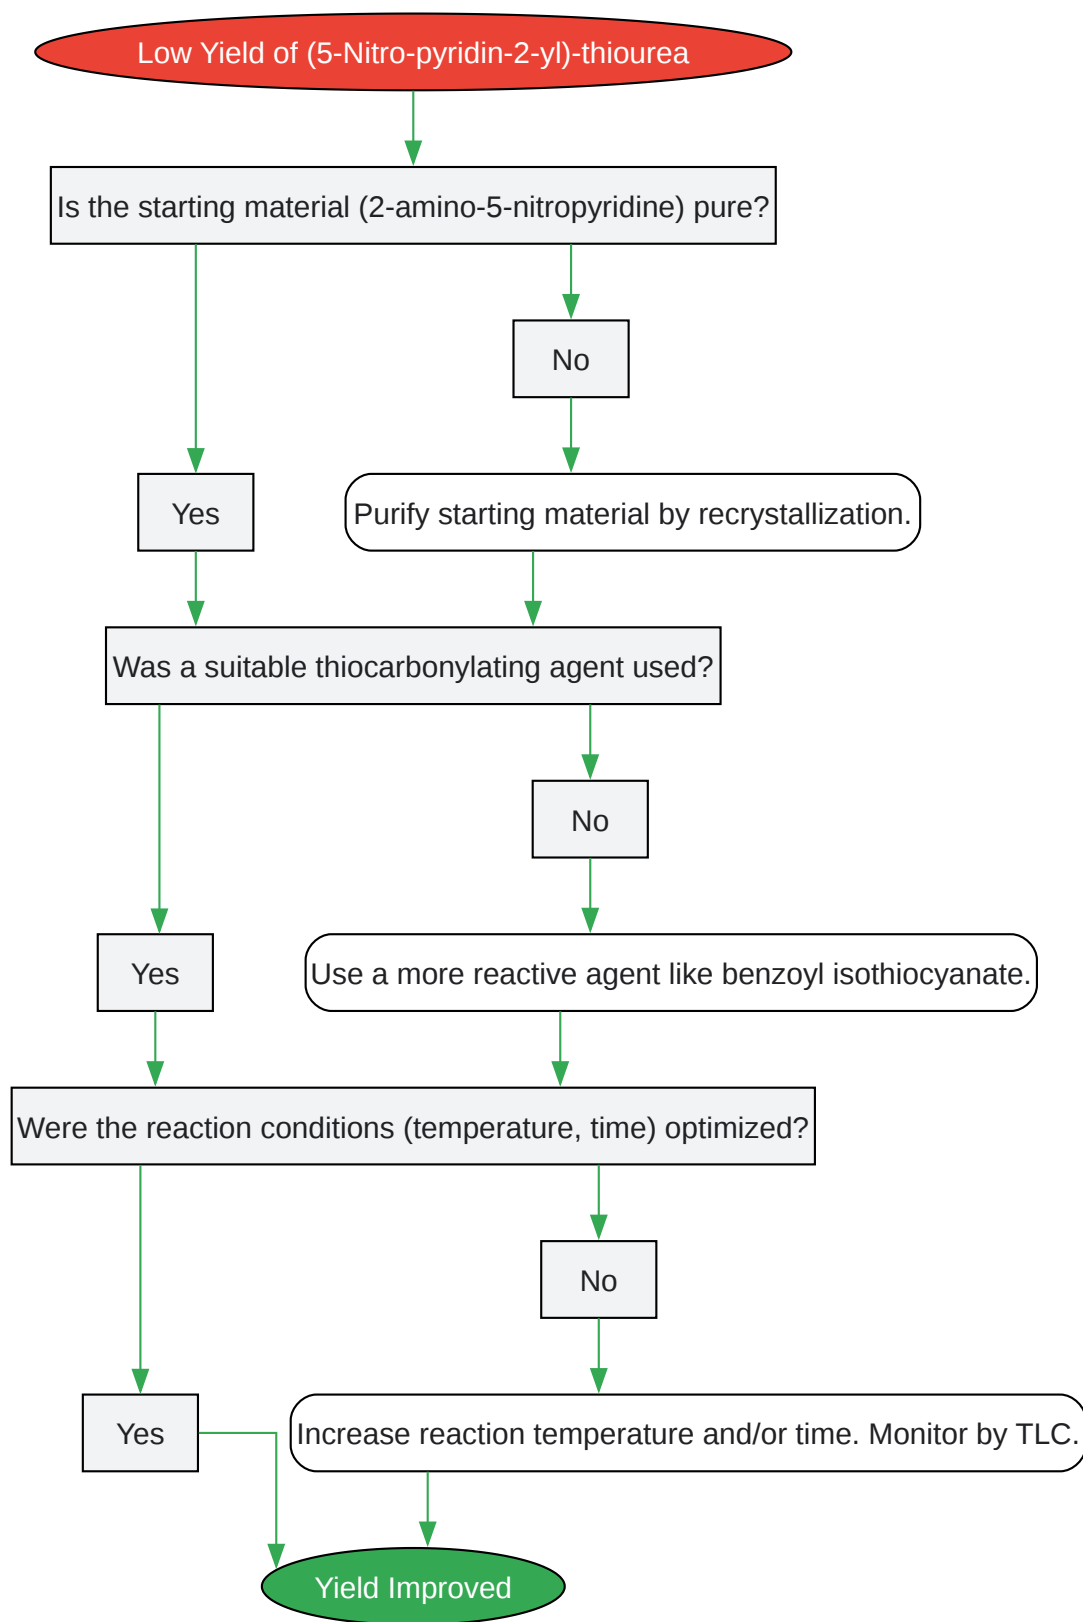 Low Yield of (5-Nitro-pyridin-2-yl)-thiourea
Is the starting material (2-amino-5-nitropyridine) pure?
No
Yes
Purify starting material by recrystallization.
Was a suitable thiocarbonylating agent used?
No
Yes
Use a more reactive agent like benzoyl isothiocyanate.
Were the reaction conditions (temperature, time) optimized?
No
Yes
Increase reaction temperature and/or time. Monitor by TLC.
Yield Improved